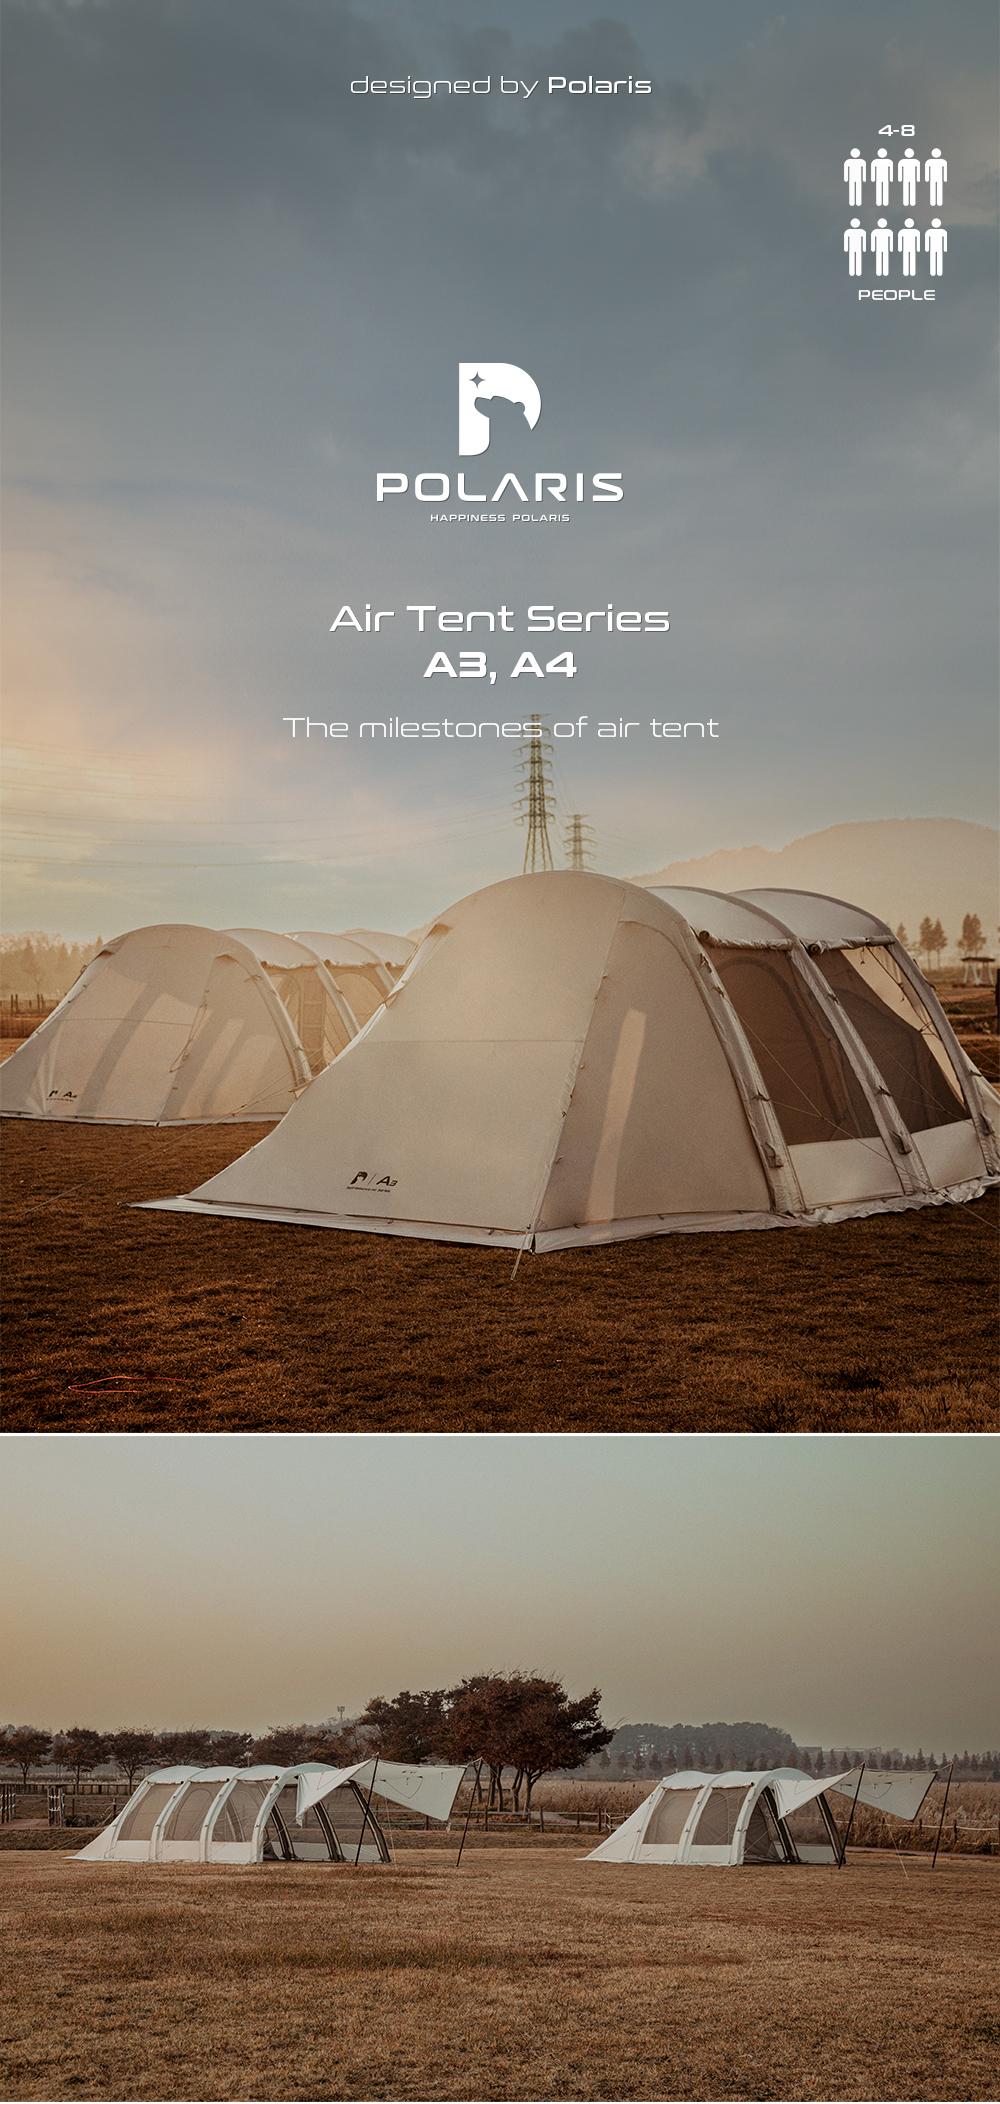 designed by Polaris
4-8
PEOPLE
POLARIS
HAPPINESS POLARIS
Air Tent Series
A3, A4
The milestones of air tent
A3